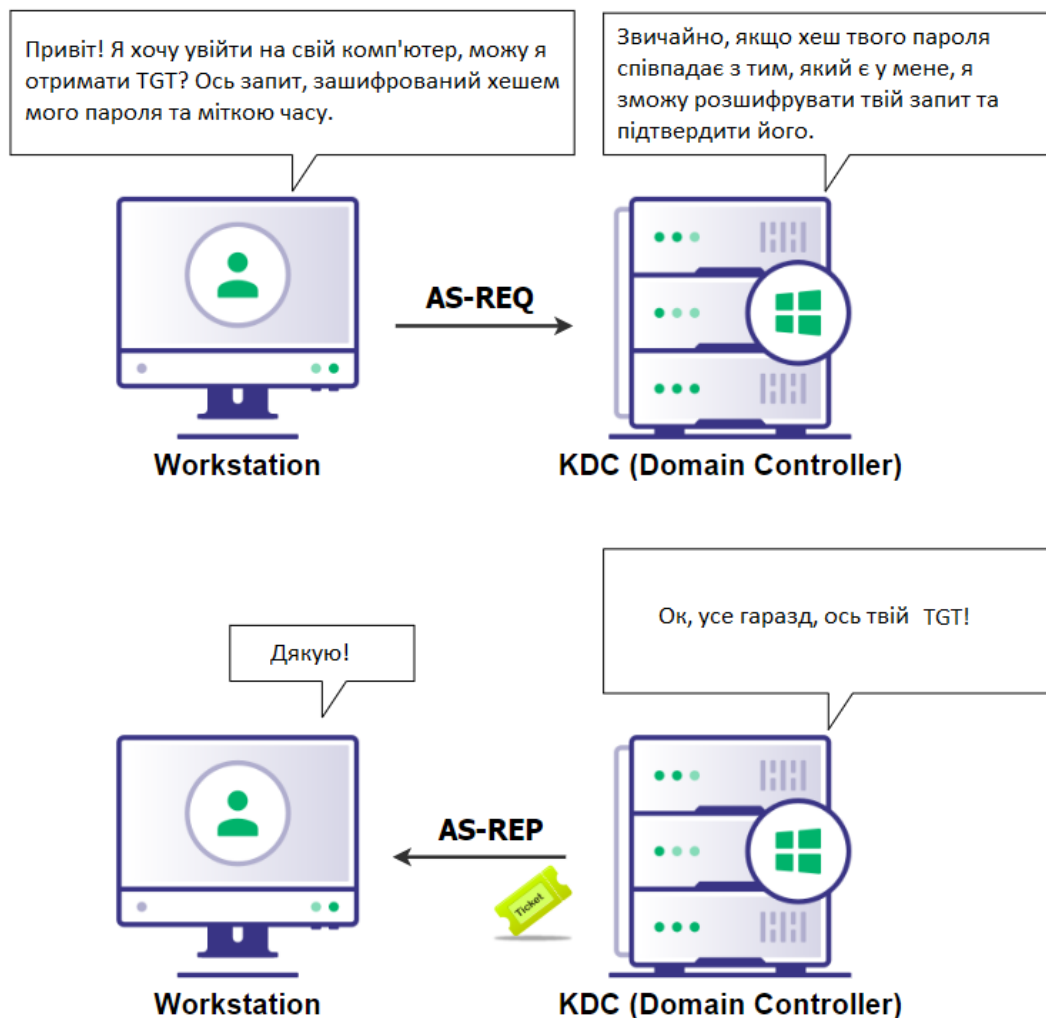 Привіт! Я хочу увійти на свій комп'ютер, можу я
отримати TGT? Ось запит, зашифрований хешем
мого пароля та міткою часу.
Звичайно, якщо хеш твого пароля
співпадає з тим, який є у мене, я
зможу розшифрувати твій запит та
підтвердити його.
AS-REQ
Workstation
KDC (Domain Controller)
Дякую!
Ок, усе гаразд, ось твій TGT!
AS-REP
Ticket
Workstation
KDC (Domain Controller)